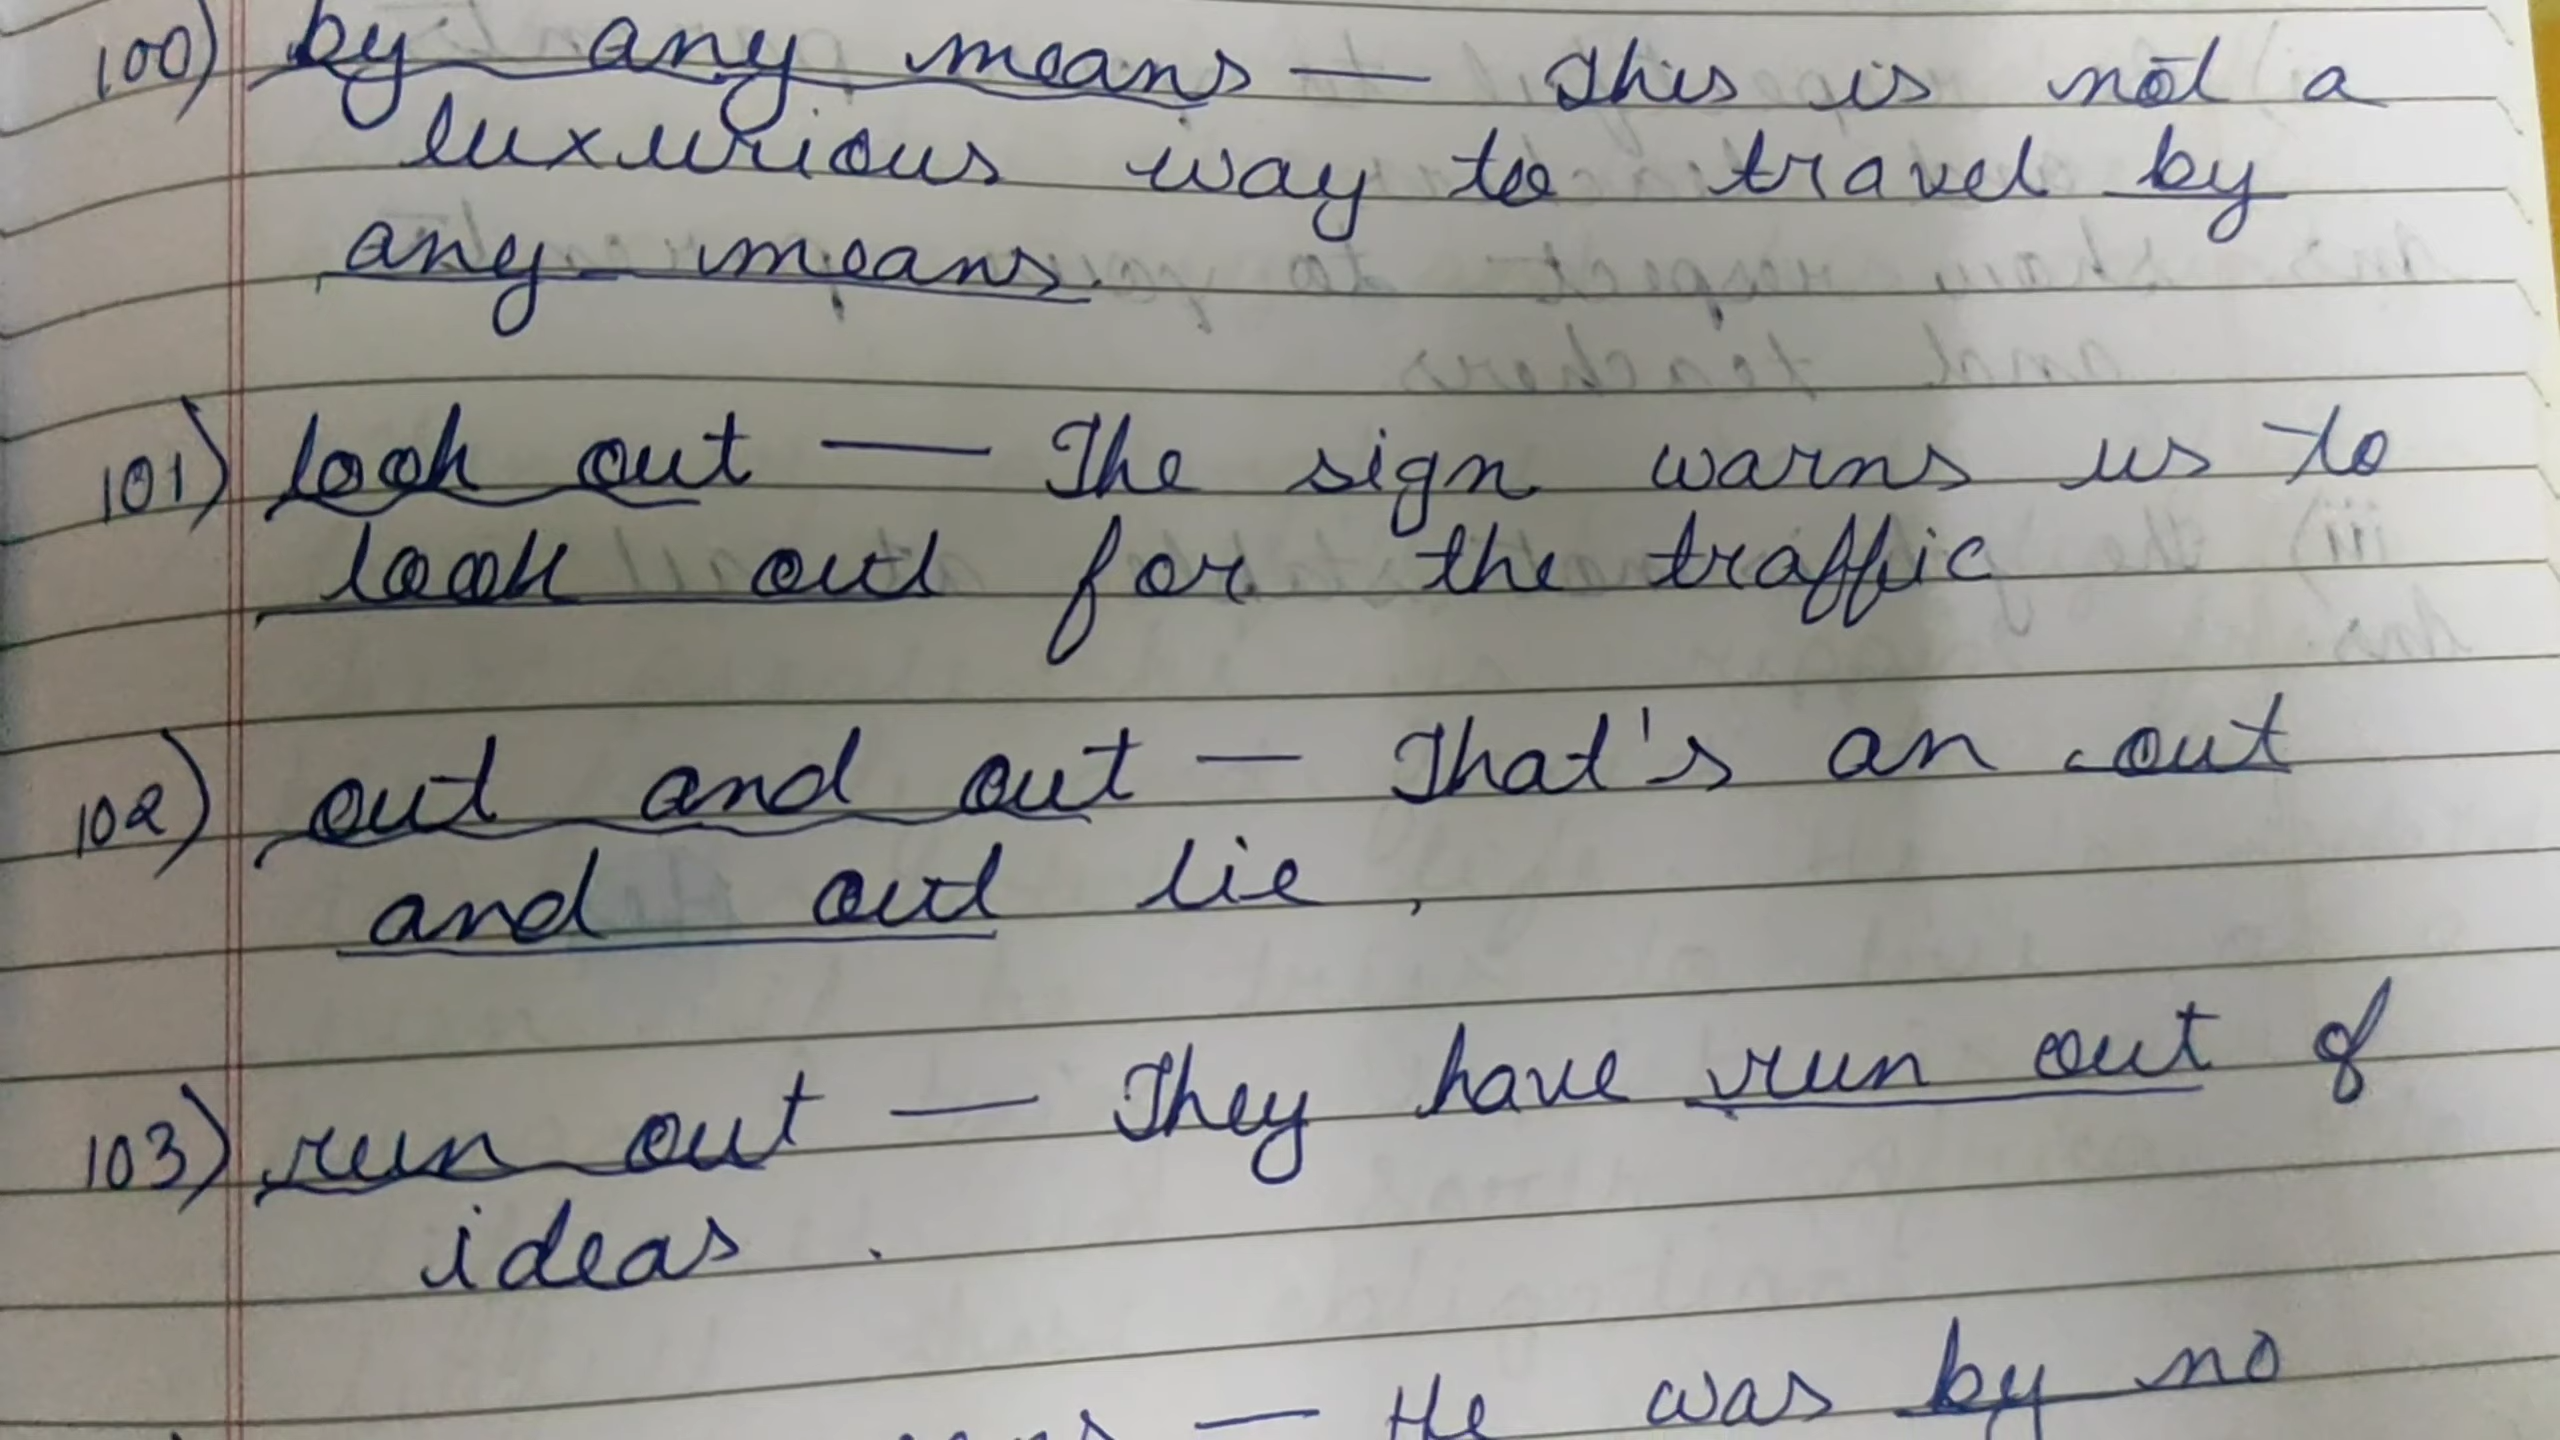 100) by any means — This is not a
luxurious way to travel by
any means.
101) look out — The sign warns us to
look out for the traffic
102) out and out — That's an out
and out lie,
103) run out — They have run out of
ideas.
— He was by no